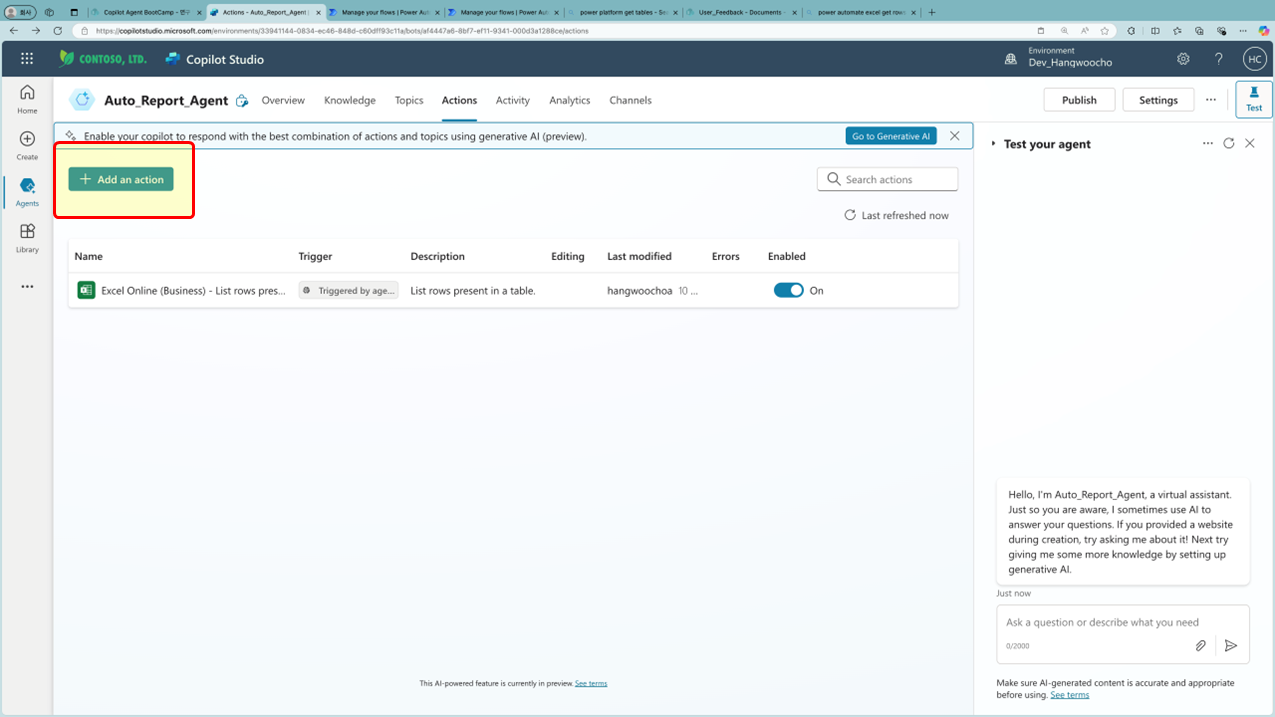 회사
Copilot Agent BootCamp - 랜우
Actions - Auto_Report_Agent |
Manage your flows | Power Aut
Manage your flows | Power Aut
power platform get tables - Sea
User_Feedback - Documents -
power automate excel get rows
https://copilotstudio.microsoft.com/environments/33941144-0834-ec46-848d-c60dff93c11a/bots/af4447a6-8bf7-ef11-9341-000d3a1288ce/actions
CONTOSO, LTD.
Copilot Studio
Environment
Dev_Hangwoocho
HC
Home
Create
Agents
Library
Auto_Report_Agent
Overview
Knowledge
Topics
Actions
Activity
Analytics
Channels
Publish
Settings
Test
Enable your copilot to respond with the best combination of actions and topics using generative AI (preview).
Go to Generative AI
+ Add an action
Search actions
Last refreshed now
Name Trigger Description Editing Last modified Errors Enabled
Excel Online (Business) - List rows pres... Triggered by age... List rows present in a table. hangwoochoa 10 ... On
This AI-powered feature is currently in preview. See terms
Test your agent
Hello, I'm Auto_Report_Agent, a virtual assistant.
Just so you are aware, I sometimes use AI to
answer your questions. If you provided a website
during creation, try asking me about it! Next try
giving me some more knowledge by setting up
generative AI.
Just now
Ask a question or describe what you need
0/2000
Make sure AI-generated content is accurate and appropriate
before using. See terms